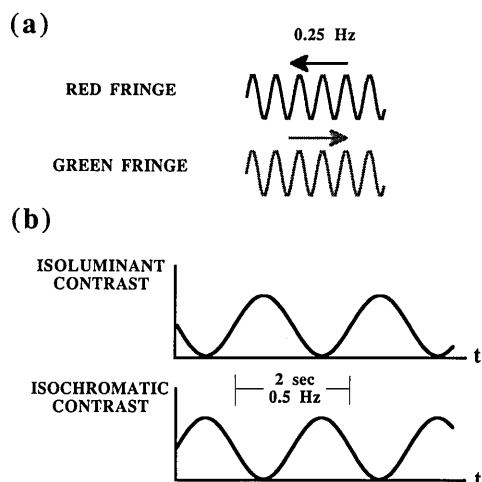 (a)
0.25 Hz
RED FRINGE
GREEN FRINGE
(b)
ISOLUMINANT
CONTRAST
t
2 sec
0.5 Hz
ISOCHROMATIC
CONTRAST
t